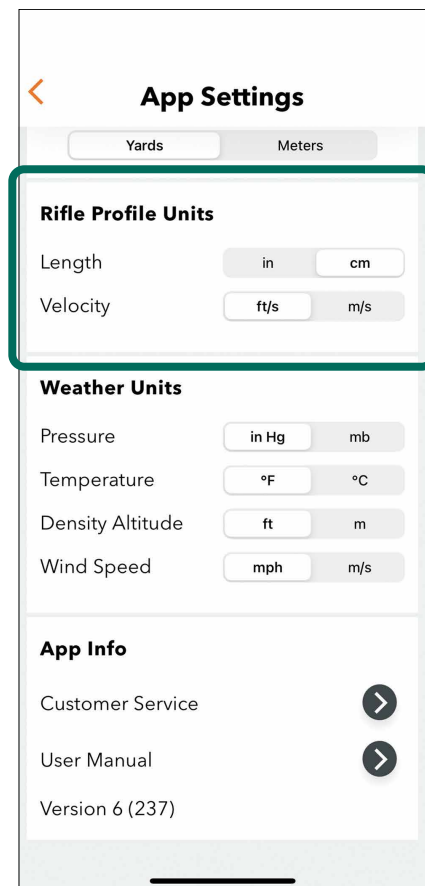 App Settings
Yards Meters
Rifle Profile Units
Length in cm
Velocity ft/s m/s
Weather Units
Pressure in Hg mb
Temperature °F °C
Density Altitude ft m
Wind Speed mph m/s
App Info
Customer Service
User Manual
Version 6 (237)